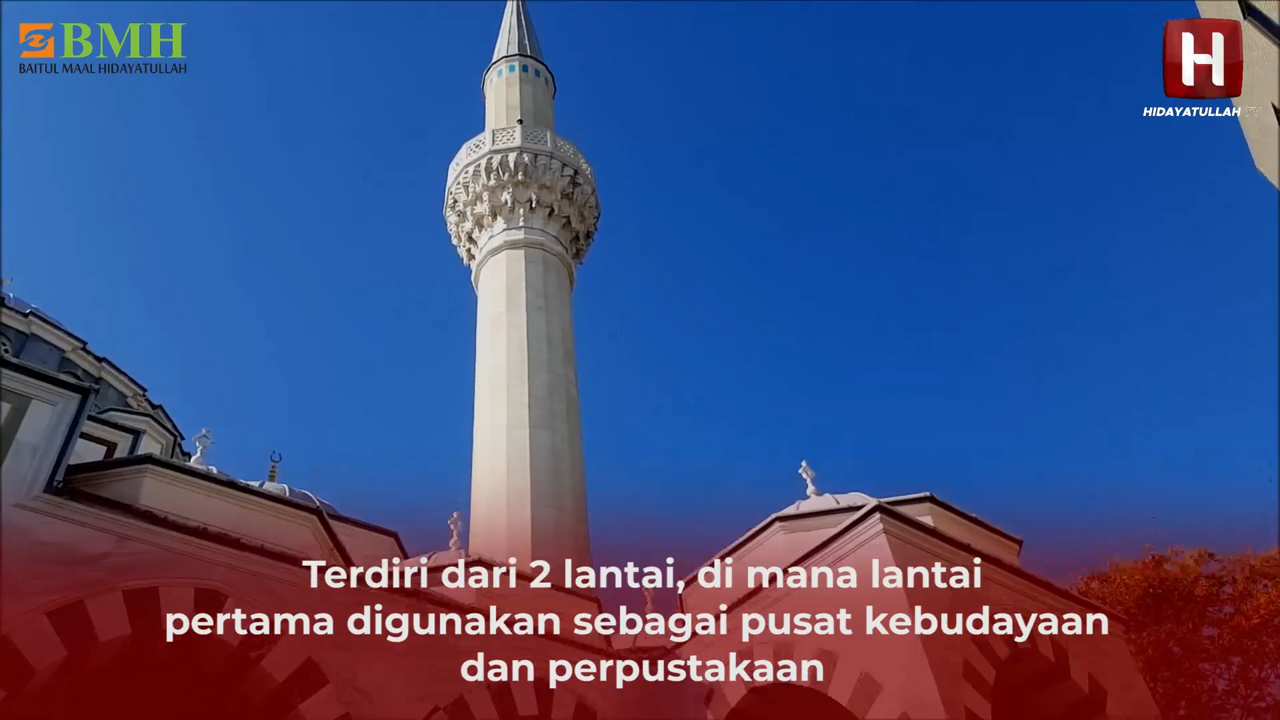 BMH
BAITUL MAAL HIDAYATULLAH
H
HIDAYATULLAH TV
Terdiri dari 2 lantai, di mana lantai
pertama digunakan sebagai pusat kebudayaan
dan perpustakaan